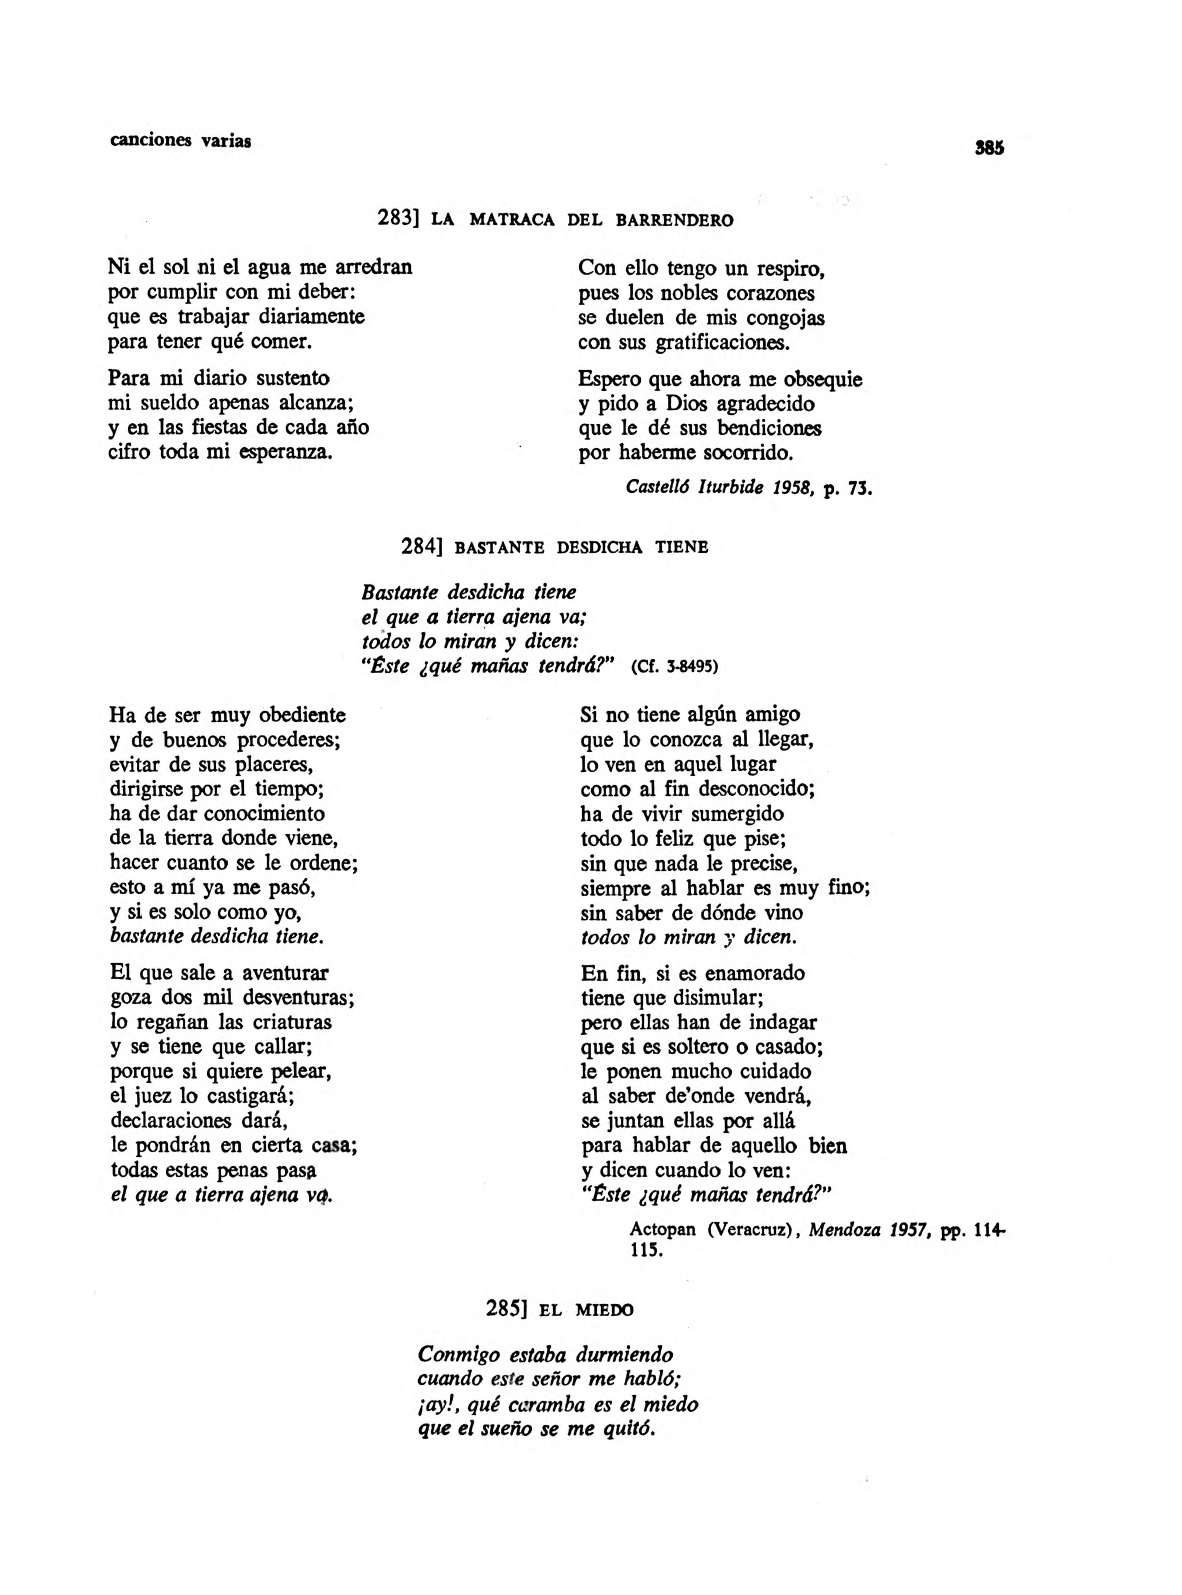 canciones varias
385
283] LA MATRACA DEL BARRENDERO
Ni el sol ni el agua me arredran
por cumplir con mi deber:
que es trabajar diariamente
para tener qué comer.
Para mi diario sustento
mi sueldo apenas alcanza;
y en las fiestas de cada año
cifro toda mi esperanza.
Con ello tengo un respiro,
pues los nobles corazones
se duelen de mis congojas
con sus gratificaciones.
Espero que ahora me obsequie
y pido a Dios agradecido
que le dé sus bendiciones
por haberme socorrido.
Castelló Iturbide 1958, p. 73.
284] BASTANTE DESDICHA TIENE
Bastante desdicha tiene
el que a tierra ajena va;
todos lo miran y dicen:
“Éste ¿qué mañas tendrá?” (Cf. 3-8495)
Ha de ser muy obediente
y de buenos procederes;
evitar de sus placeres,
dirigirse por el tiempo;
ha de dar conocimiento
de la tierra donde viene,
hacer cuanto se le ordene;
esto a mí ya me pasó,
y si es solo como yo,
bastante desdicha tiene.
El que sale a aventurar
goza dos mil desventuras;
lo regañan las criaturas
y se tiene que callar;
porque si quiere pelear,
el juez lo castigará;
declaraciones dará,
le pondrán en cierta casa;
todas estas penas pasa
el que a tierra ajena va.
Si no tiene algún amigo
que lo conozca al llegar,
lo ven en aquel lugar
como al fin desconocido;
ha de vivir sumergido
todo lo feliz que pise;
sin que nada le precise,
siempre al hablar es muy fino;
sin saber de dónde vino
todos lo miran y dicen.
En fin, si es enamorado
tiene que disimular;
pero ellas han de indagar
que si es soltero o casado;
le ponen mucho cuidado
al saber de’onde vendrá,
se juntan ellas por allá
para hablar de aquello bien
y dicen cuando lo ven:
“Éste ¿qué mañas tendrá?”
Actopan (Veracruz), Mendoza 1957, pp. 114-
115.
285] EL MIEDO
Conmigo estaba durmiendo
cuando este señor me habló;
¡ay!, qué caramba es el miedo
que el sueño se me quitó.